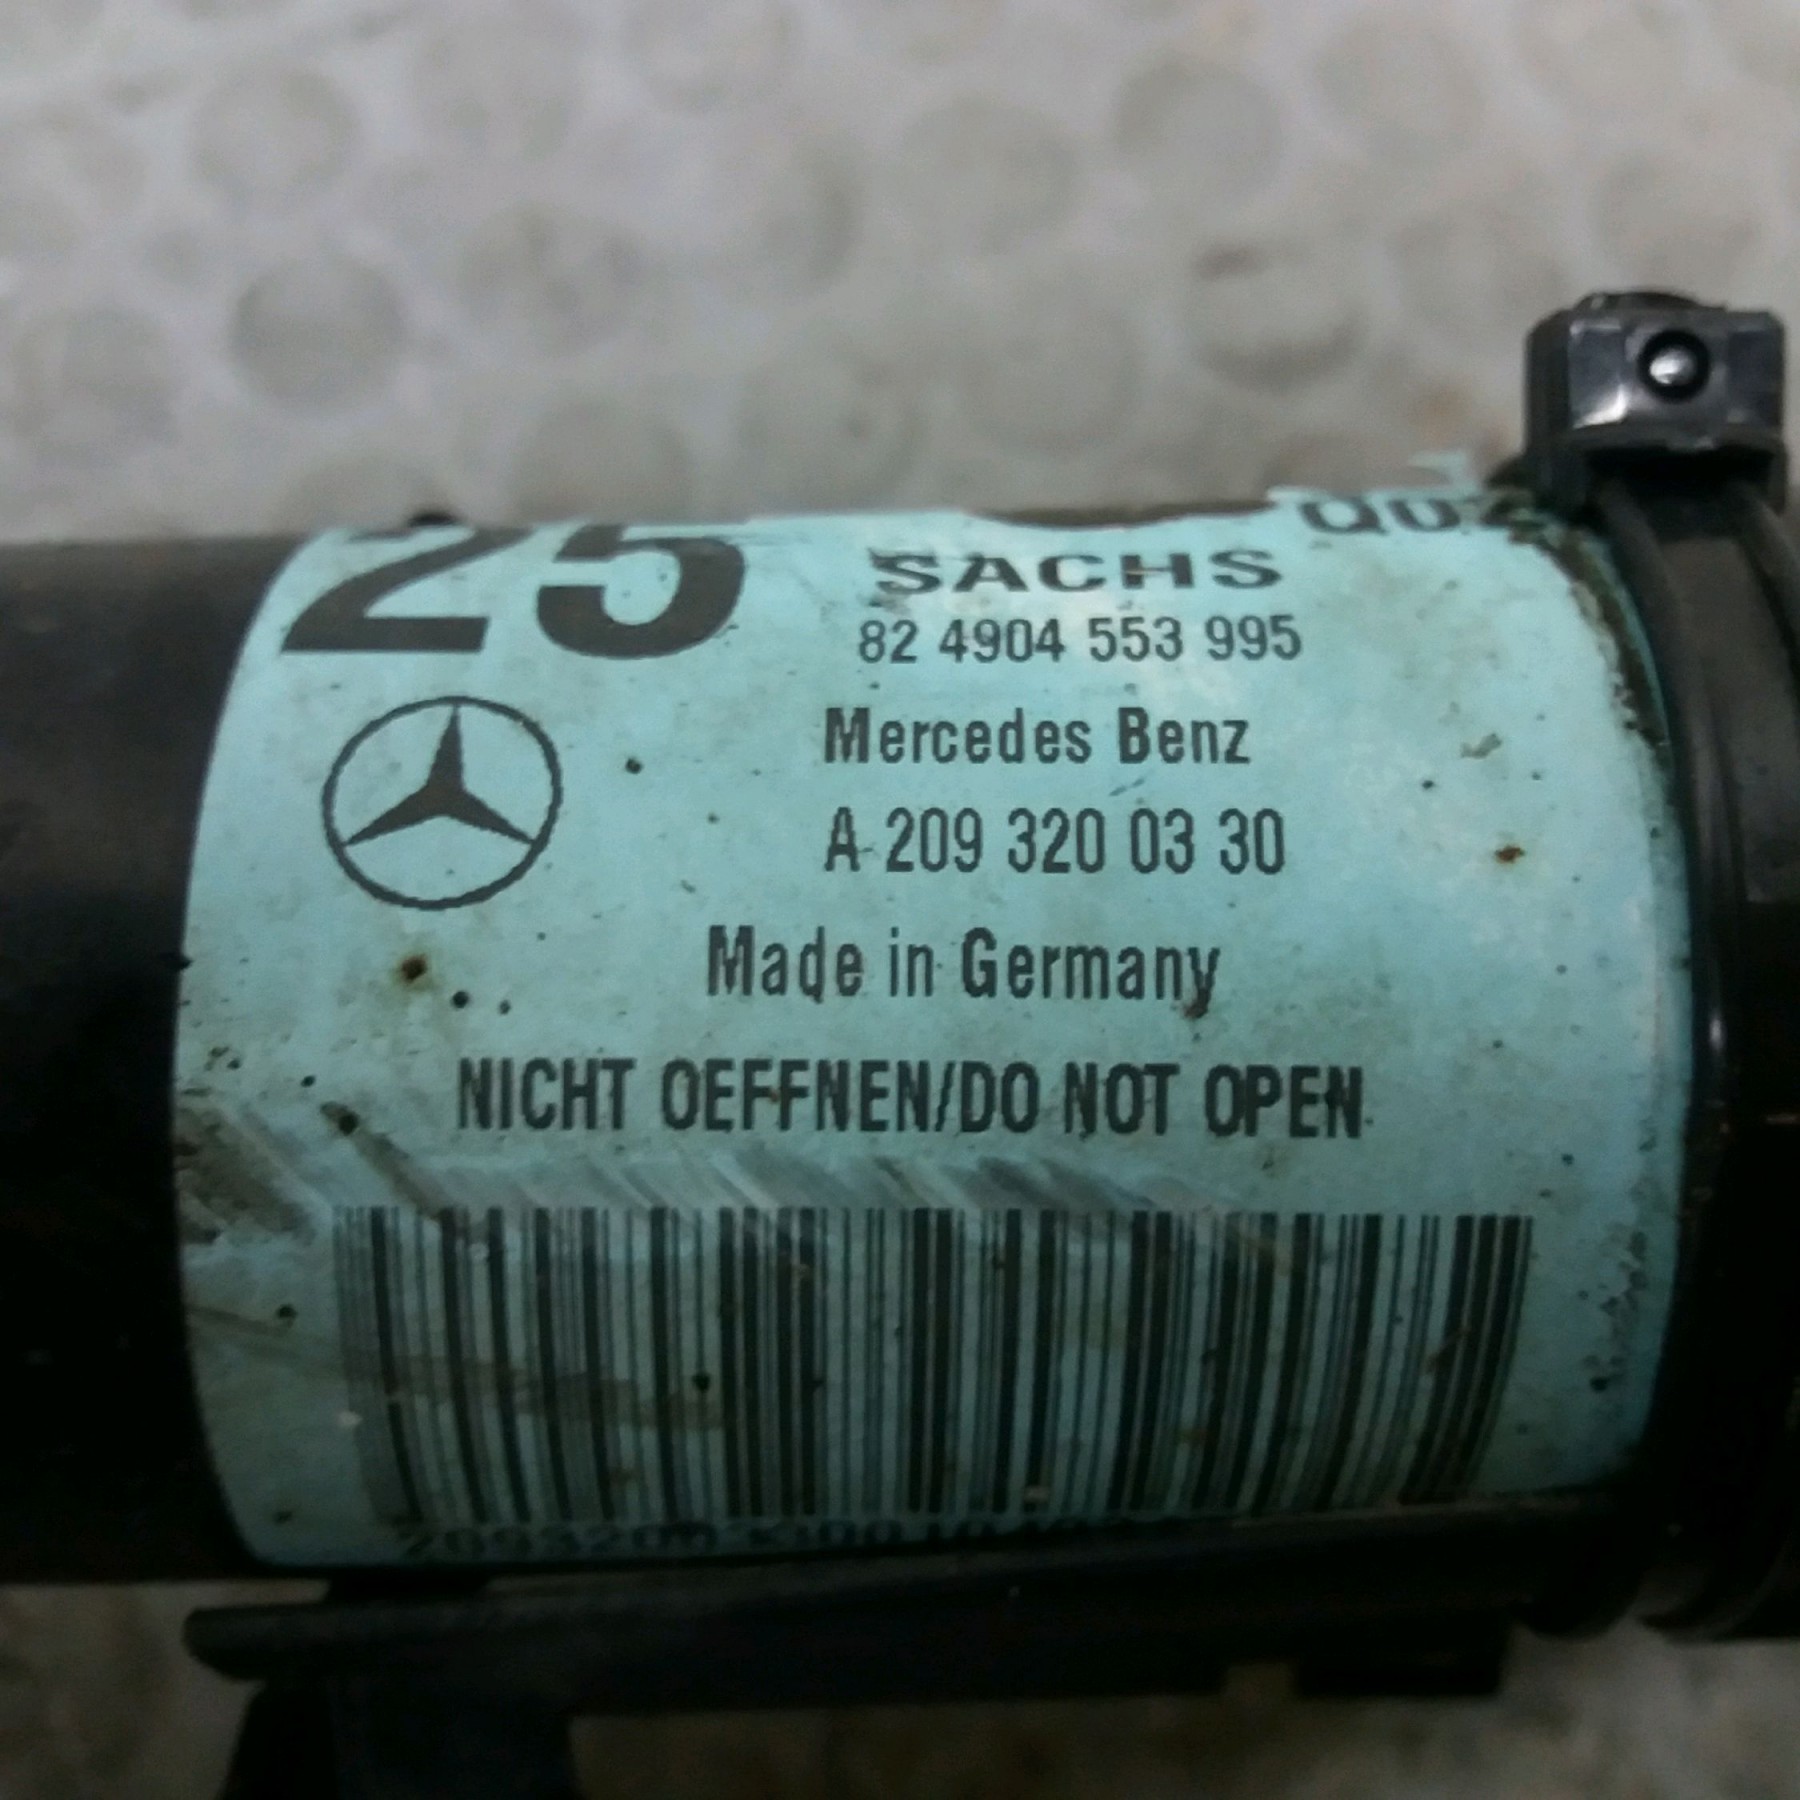 25
SACHS
82 4904 553 995
Mercedes Benz
A 209 320 03 30
Made in Germany
NICHT OEFFNEN/DO NOT OPEN